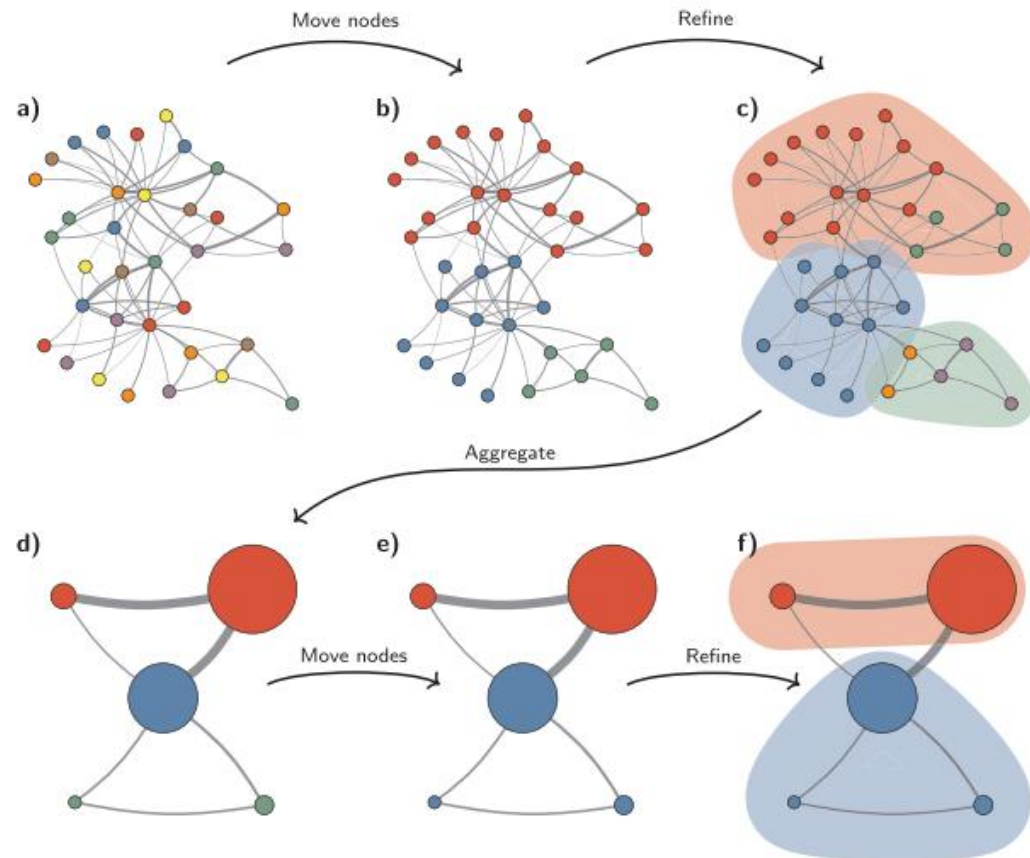 Move nodes
Refine
a)
b)
c)
Aggregate
d)
e)
f)
Move nodes
Refine